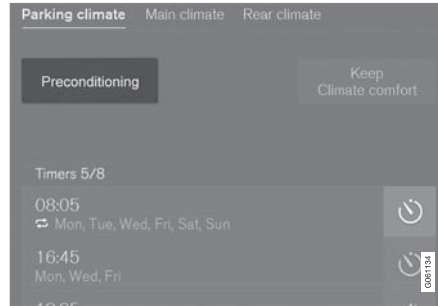 Parking climate Main climate Rear climate
Preconditioning
Keep
Climate comfort
Timers 5/8
08:05
Mon, Tue, Wed, Fri, Sat, Sun
16:45
Mon, Wed, Fri
G061134